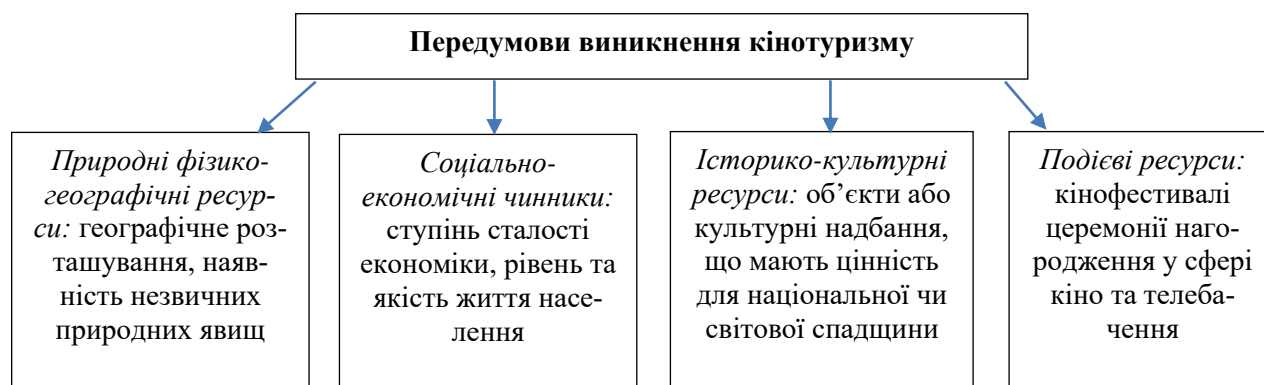 Передумови виникнення кінотуризму
Природні фізико-
географічні ресур-
си: географічне роз-
ташування, наяв-
ність незвичних
природних явищ
Соціально-
економічні чинники:
ступінь сталості
економіки, рівень та
якість життя насе-
лення
Історико-культурні
ресурси: об’єкти або
культурні надбання,
що мають цінність
для національної чи
світової спадщини
Подієві ресурси:
кінофестивалі
церемонії наго-
родження у сфері
кіно та телеба-
чення